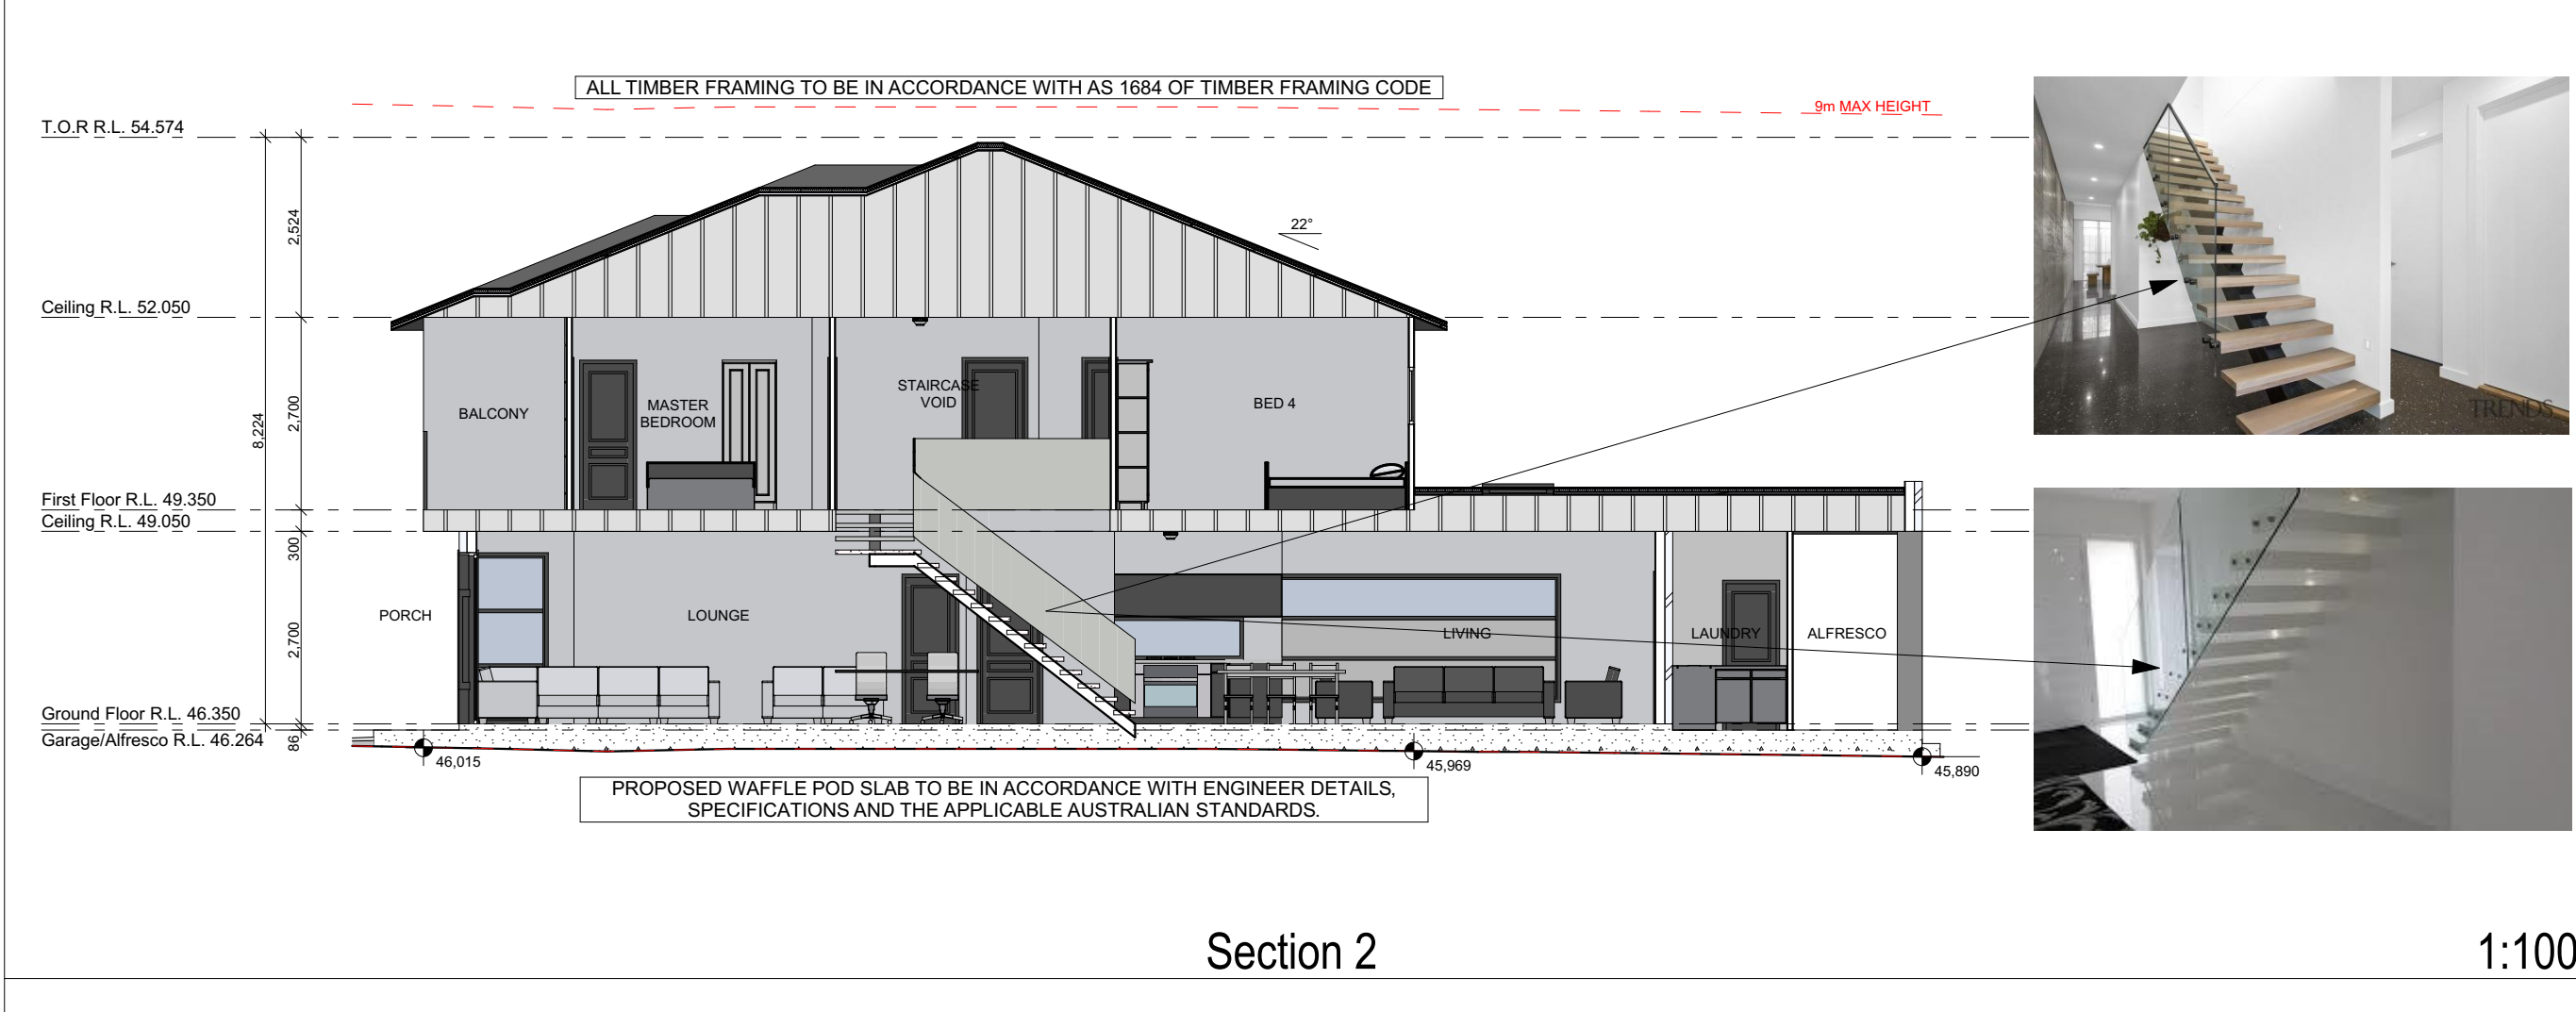 ALL TIMBER FRAMING TO BE IN ACCORDANCE WITH AS 1684 OF TIMBER FRAMING CODE
9m MAX HEIGHT
T.O.R R.L. 54.574
2,524
22°
Ceiling R.L. 52.050
8,224
2,700
BALCONY
MASTER
BEDROOM
STAIRCASE
VOID
BED 4
TRENDS
First Floor R.L. 49.350
Ceiling R.L. 49.050
300
2,700
PORCH
LOUNGE
LIVING
LAUNDRY
ALFRESCO
Ground Floor R.L. 46.350
Garage/Alfresco R.L. 46.264
86
46,015
45,969
45,890
PROPOSED WAFFLE POD SLAB TO BE IN ACCORDANCE WITH ENGINEER DETAILS,
SPECIFICATIONS AND THE APPLICABLE AUSTRALIAN STANDARDS.
Section 2
1:100